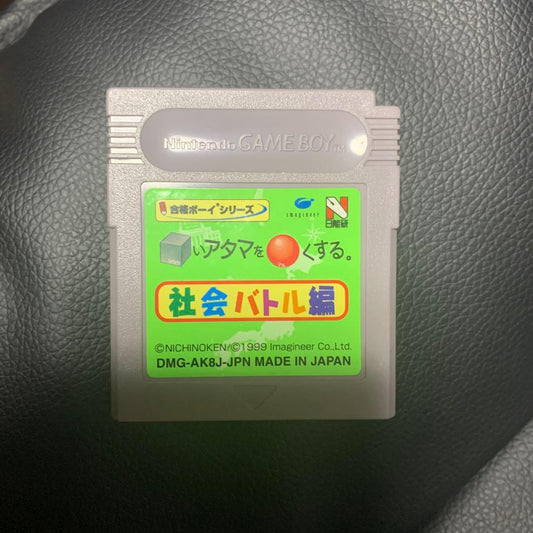 Nintendo GAME BOY™
合格ボーイ®シリーズ
imagineer
N
日能研
いアタマを くする。
社会バトル編
©NICHINOKEN/©1999 Imagineer Co.,Ltd.
DMG-AK8J-JPN MADE IN JAPAN